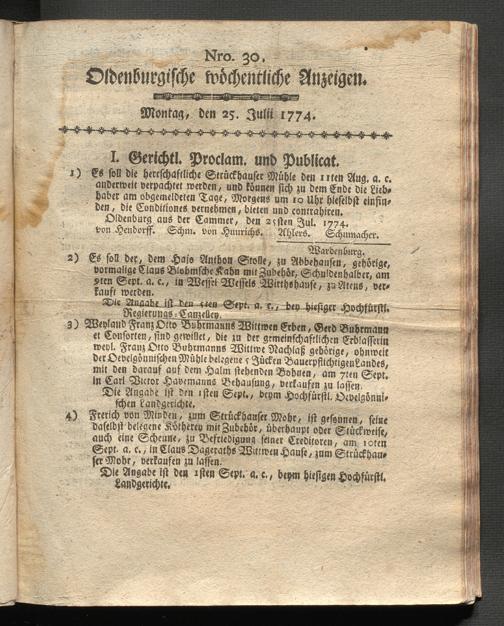 Nro. 30.
Oldenburgische wöchentliche Anzeigen.
Montag, den 25. Julii 1774.
I. Gerichtl. Proclam. und Publicat.
1) Es soll die herrschaftliche Strückhauser Mühle den 11ten Aug. a. c.
anderweit verpachtet werden, und können sich zu dem Ende die Lieb-
haber am obgemeldeten Tage, Morgens um 10 Uhr hieselbst einfin-
den, die Conditiones vernehmen, bieten und contrahiren.
Oldenburg aus der Cammer, den 25sten Jul. 1774.
von Hendorff. Schm. von Hunrichs. Ahlers. Schumacher.
Wardenburg.
2) Es soll der, dem Hajo Anthon Stolle, zu Abbehausen, gehörige,
vormalige Claus Blohmsche Kahn mit Zubehör, Schuldenhalber, am
9ten Sept. a. c., in Wessel Wessels Wirthshause, zu Atens, ver-
kauft werden.
Die Angabe ist den 5ten Sept. a. c., bey hiesiger Hochfürstl.
Regierungs-Canzelley.
3) Weyland Franz Otto Buhrmanns Wittwen Erben, Gerd Buhrmann
et Consorten, sind gewillet, die zu der gemeinschaftlichen Erblasserin
weyl. Franz Otto Buhrmanns Wittwe Nachlaß gehörige, ohnweit
der Oevelgönnischen Mühle belegene 5 Jücken Bauerpflichtigen Landes,
mit den darauf auf dem Halm stehenden Bohnen, am 7ten Sept.
in Carl Victor Havemanns Behausung, verkaufen zu lassen.
Die Angabe ist den 1sten Sept., beym Hochfürstl. Oevelgönni-
schen Landgerichte.
4) Frerich von Minden, zum Strückhauser Mohr, ist gesonnen, seine
daselbst belegene Kötherey mit Zubehör, überhaupt oder Stückweise,
auch eine Scheune, zu Befriedigung seiner Creditoren, am 10ten
Sept. a. c., in Claus Dageraths Wittwen Hause, zum Strückhau-
ser Mohr, verkaufen zu lassen.
Die Angabe ist den 1sten Sept. a. c., beym hiesigen Hochfürstl.
Landgerichte.